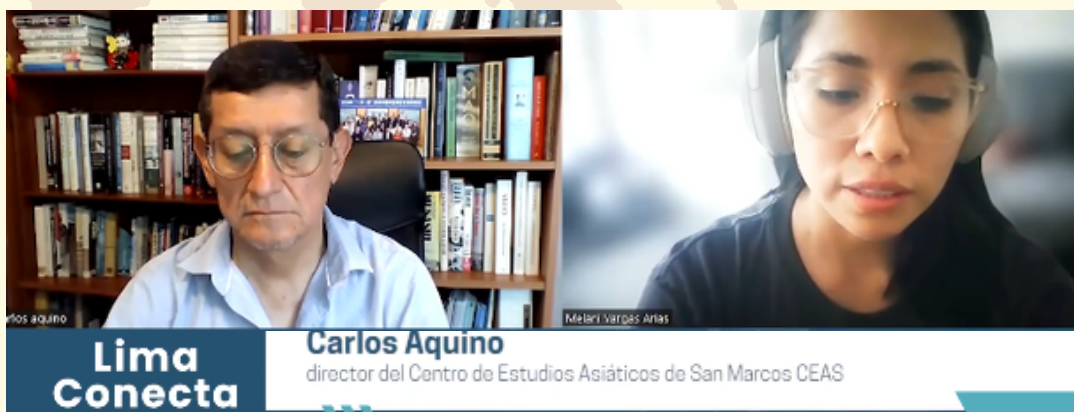 rlos aquino
Melani Vargas Arias
Lima
Conecta
Carlos Aquino
director del Centro de Estudios Asiáticos de San Marcos CEAS